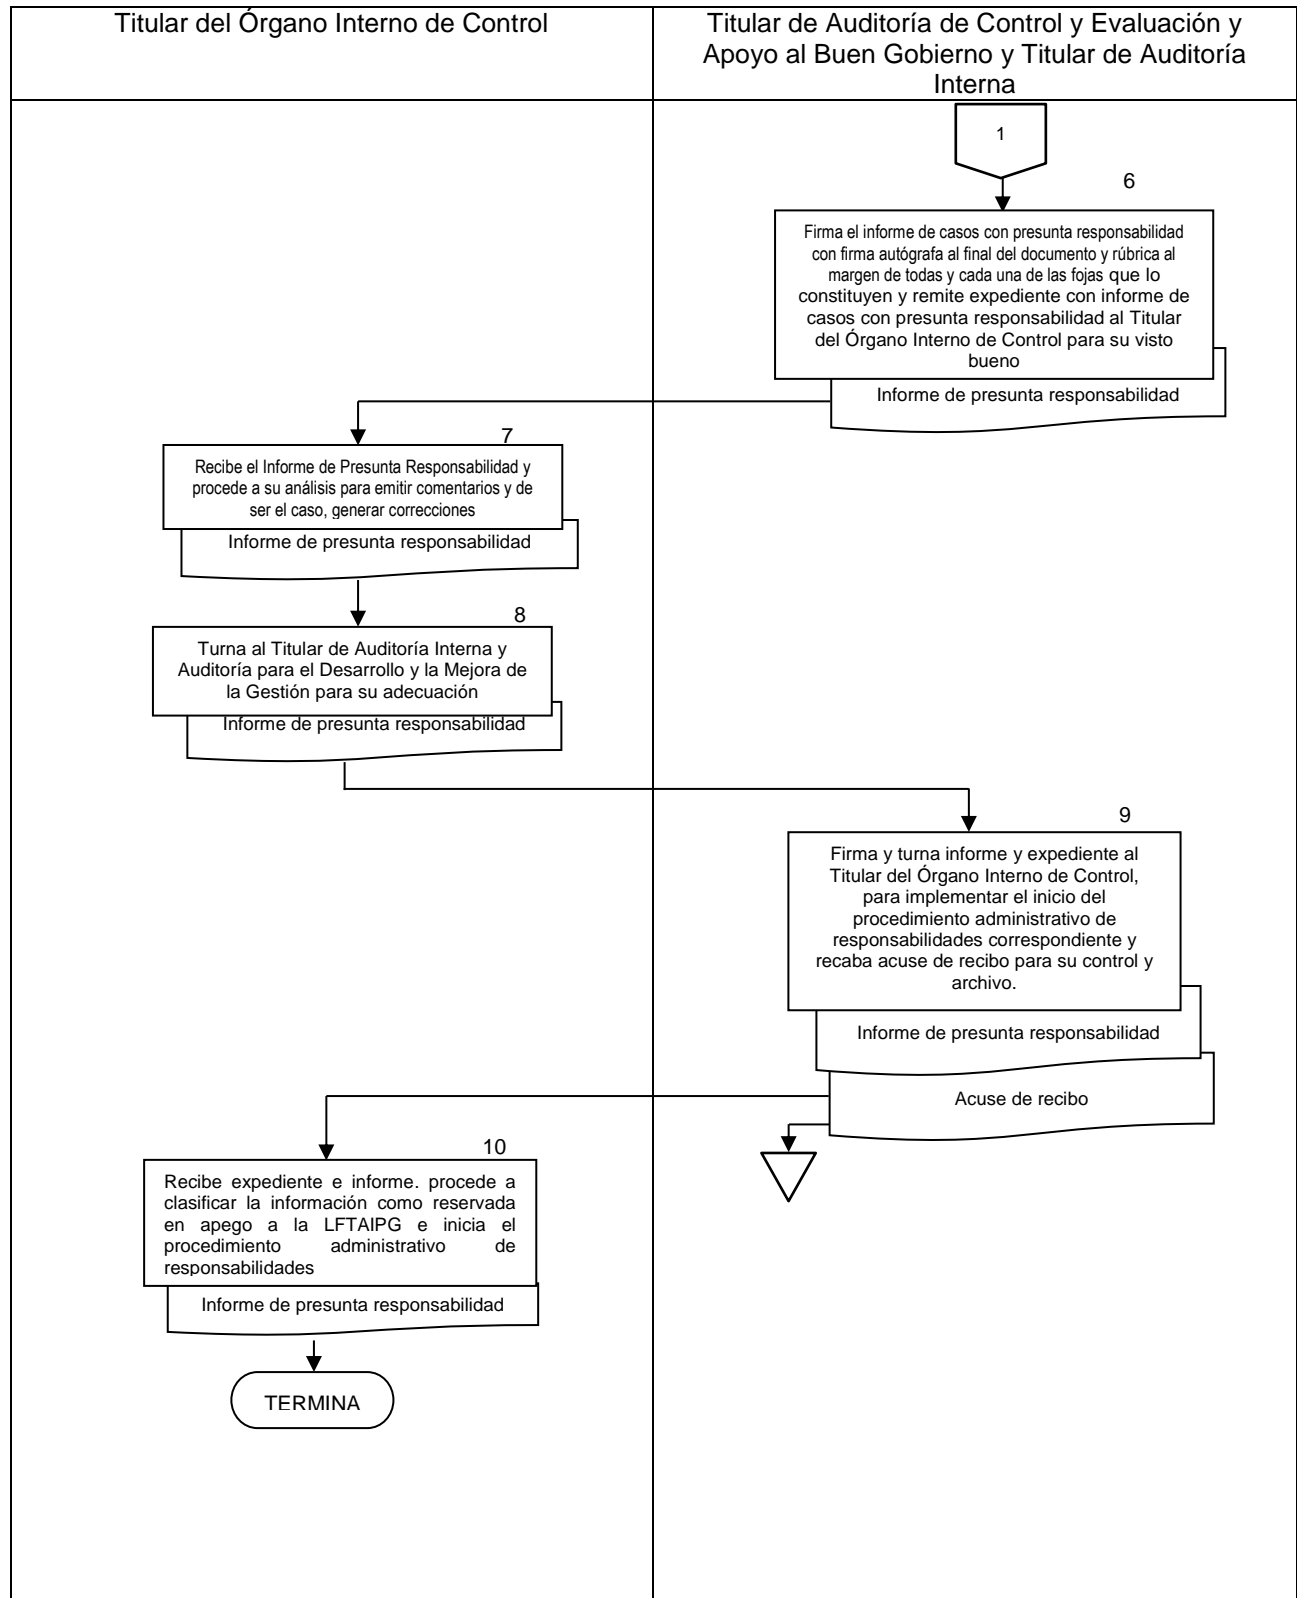 Titular del Órgano Interno de Control
Titular de Auditoría de Control y Evaluación y
Apoyo al Buen Gobierno y Titular de Auditoría
Interna
1
6
Firma el informe de casos con presunta responsabilidad
con firma autógrafa al final del documento y rúbrica al
margen de todas y cada una de las fojas que lo
constituyen y remite expediente con informe de
casos con presunta responsabilidad al Titular
del Órgano Interno de Control para su visto
bueno
Informe de presunta responsabilidad
7
Recibe el Informe de Presunta Responsabilidad y
procede a su análisis para emitir comentarios y de
ser el caso, generar correcciones
Informe de presunta responsabilidad
8
Turna al Titular de Auditoría Interna y
Auditoría para el Desarrollo y la Mejora de
la Gestión para su adecuación
Informe de presunta responsabilidad
9
Firma y turna informe y expediente al
Titular del Órgano Interno de Control,
para implementar el inicio del
procedimiento administrativo de
responsabilidades correspondiente y
recaba acuse de recibo para su control y
archivo.
Informe de presunta responsabilidad
Acuse de recibo
10
Recibe expediente e informe. procede a
clasificar la información como reservada
en apego a la LFTAIPG e inicia el
procedimiento administrativo de
responsabilidades
Informe de presunta responsabilidad
TERMINA